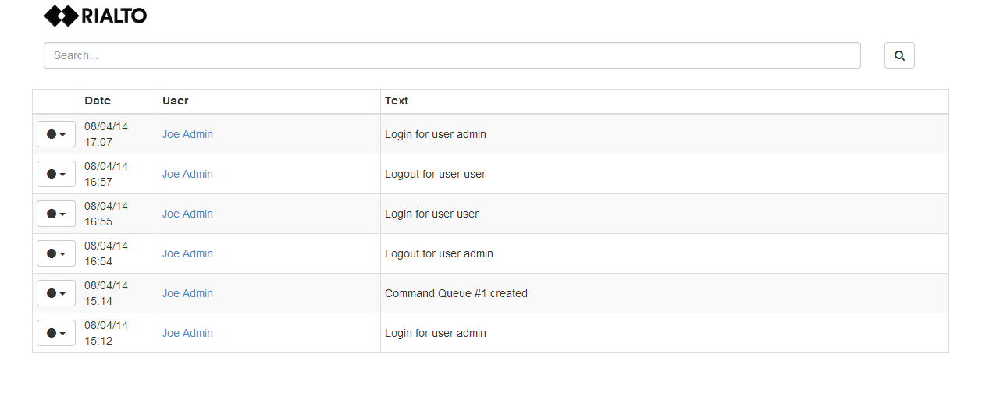 RIALTO
Search...
Date User Text
08/04/14
17:07
Joe Admin
Login for user admin
08/04/14
16:57
Joe Admin
Logout for user user
08/04/14
16:55
Joe Admin
Login for user user
08/04/14
16:54
Joe Admin
Logout for user admin
08/04/14
15:14
Joe Admin
Command Queue #1 created
08/04/14
15:12
Joe Admin
Login for user admin